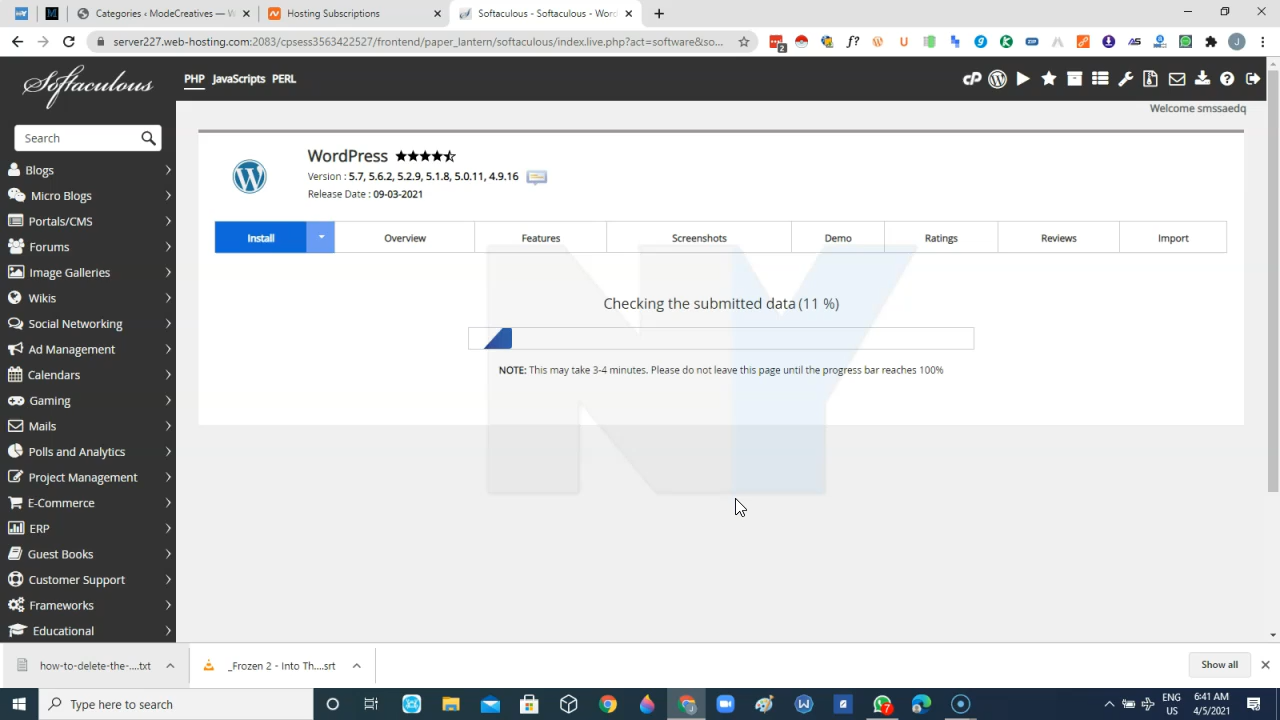 Categories ‹ ModeCreatives — W
Hosting Subscriptions
Softaculous - Softaculous - Word
server227.web-hosting.com:2083/cpsess3563422527/frontend/paper_lantern/softaculous/index.live.php?act=software&so...
Softaculous
PHP JavaScripts PERL
Welcome smssaedq
Search
Blogs
Micro Blogs
Portals/CMS
Forums
Image Galleries
Wikis
Social Networking
Ad Management
Calendars
Gaming
Mails
Polls and Analytics
Project Management
E-Commerce
ERP
Guest Books
Customer Support
Frameworks
Educational
WordPress
Version : 5.7, 5.6.2, 5.2.9, 5.1.8, 5.0.11, 4.9.16
Release Date : 09-03-2021
Install Overview Features Screenshots Demo Ratings Reviews Import
Checking the submitted data (11 %)
NOTE: This may take 3-4 minutes. Please do not leave this page until the progress bar reaches 100%
NY
how-to-delete-the-....txt
_Frozen 2 - Into Th....srt
Show all
Type here to search
ENG
US
6:41 AM
4/5/2021